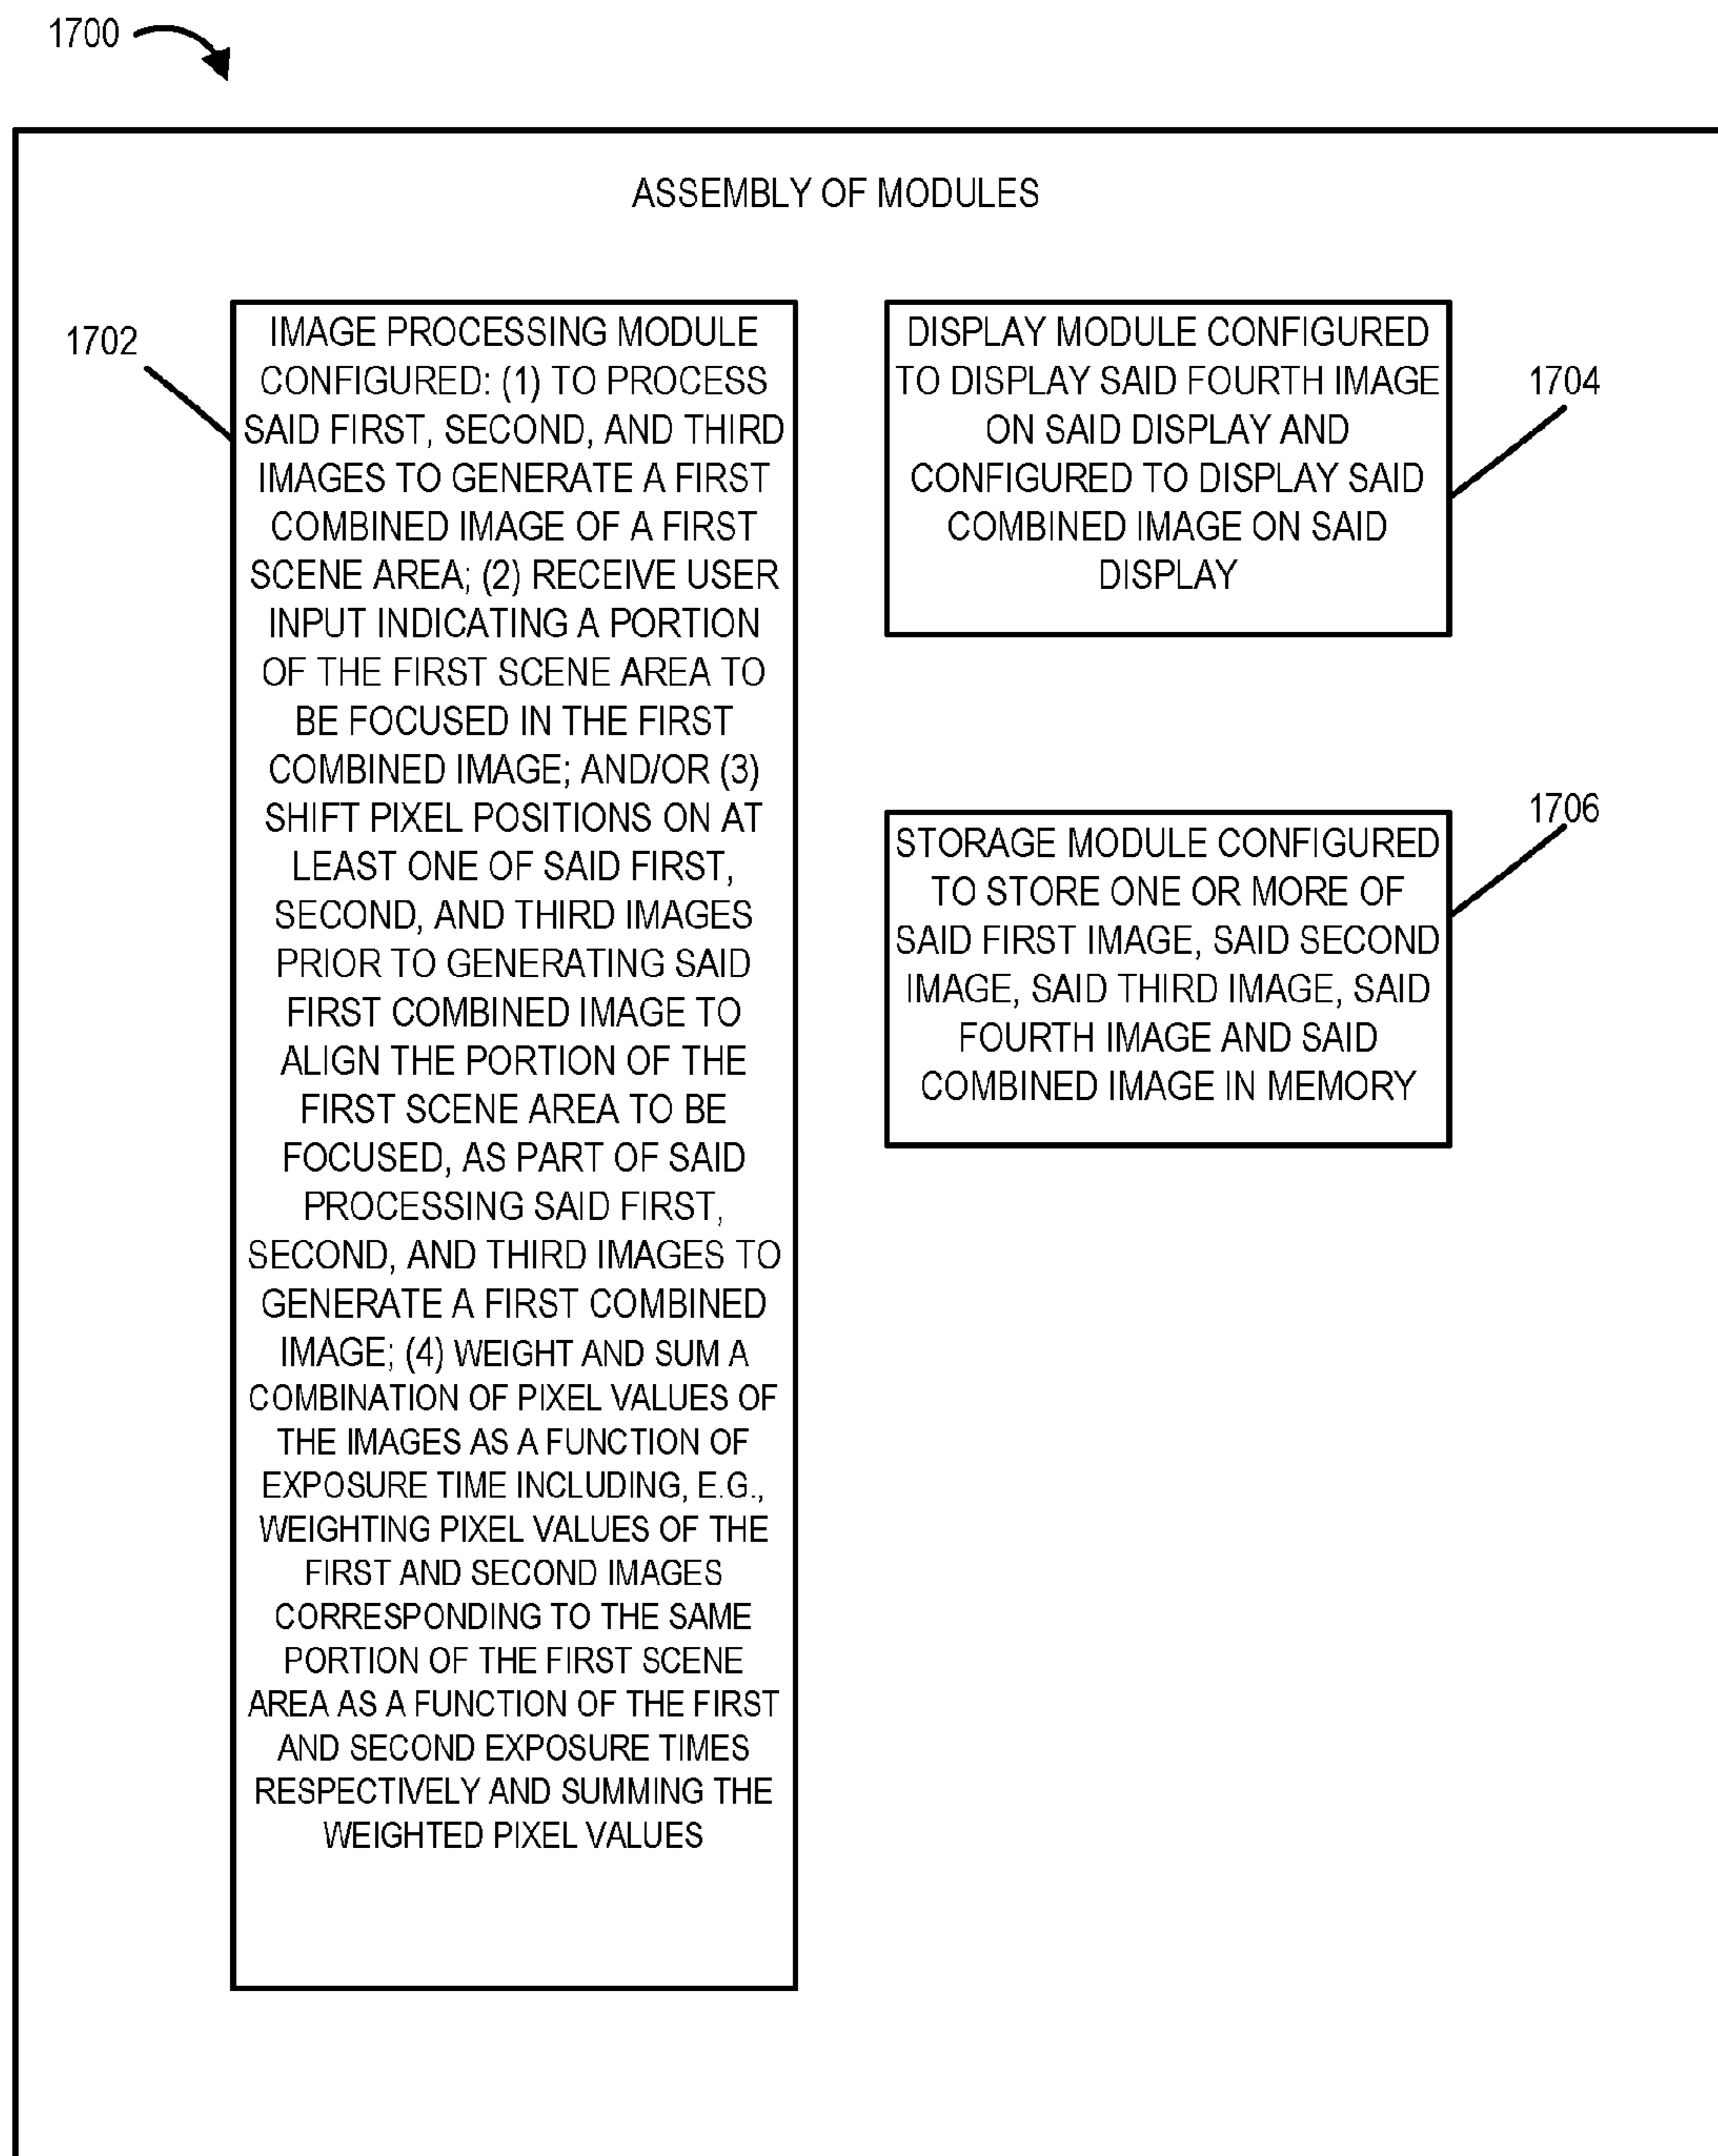 1700
ASSEMBLY OF MODULES
1702
IMAGE PROCESSING MODULE
CONFIGURED: (1) TO PROCESS
SAID FIRST, SECOND, AND THIRD
IMAGES TO GENERATE A FIRST
COMBINED IMAGE OF A FIRST
SCENE AREA; (2) RECEIVE USER
INPUT INDICATING A PORTION
OF THE FIRST SCENE AREA TO
BE FOCUSED IN THE FIRST
COMBINED IMAGE; AND/OR (3)
SHIFT PIXEL POSITIONS ON AT
LEAST ONE OF SAID FIRST,
SECOND, AND THIRD IMAGES
PRIOR TO GENERATING SAID
FIRST COMBINED IMAGE TO
ALIGN THE PORTION OF THE
FIRST SCENE AREA TO BE
FOCUSED, AS PART OF SAID
PROCESSING SAID FIRST,
SECOND, AND THIRD IMAGES TO
GENERATE A FIRST COMBINED
IMAGE; (4) WEIGHT AND SUM A
COMBINATION OF PIXEL VALUES OF
THE IMAGES AS A FUNCTION OF
EXPOSURE TIME INCLUDING, E.G.,
WEIGHTING PIXEL VALUES OF THE
FIRST AND SECOND IMAGES
CORRESPONDING TO THE SAME
PORTION OF THE FIRST SCENE
AREA AS A FUNCTION OF THE FIRST
AND SECOND EXPOSURE TIMES
RESPECTIVELY AND SUMMING THE
WEIGHTED PIXEL VALUES
DISPLAY MODULE CONFIGURED
TO DISPLAY SAID FOURTH IMAGE
ON SAID DISPLAY AND
CONFIGURED TO DISPLAY SAID
COMBINED IMAGE ON SAID
DISPLAY
1704
STORAGE MODULE CONFIGURED
TO STORE ONE OR MORE OF
SAID FIRST IMAGE, SAID SECOND
IMAGE, SAID THIRD IMAGE, SAID
FOURTH IMAGE AND SAID
COMBINED IMAGE IN MEMORY
1706